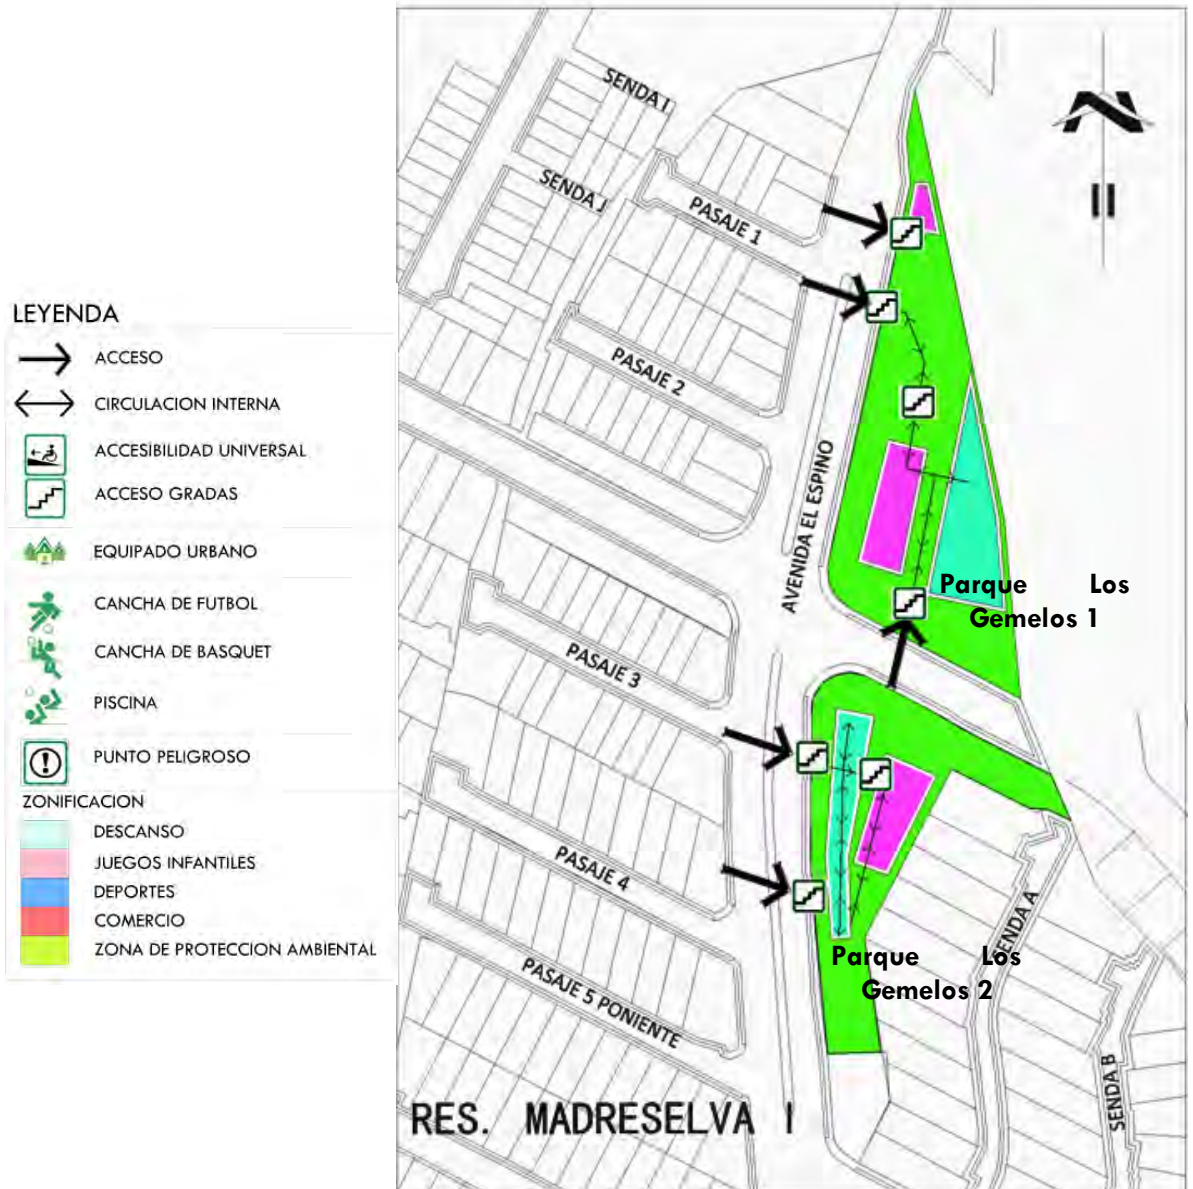 LEYENDA
ACCESO
CIRCULACION INTERNA
ACCESIBILIDAD UNIVERSAL
ACCESO GRADAS
EQUIPADO URBANO
CANCHA DE FUTBOL
CANCHA DE BASQUET
PISCINA
PUNTO PELIGROSO
ZONIFICACION
DESCANSO
JUEGOS INFANTILES
DEPORTES
COMERCIO
ZONA DE PROTECCION AMBIENTAL
SENDA I
SENDA J
PASAJE 1
PASAJE 2
AVENIDA EL ESPINO
Parque Los
Gemelos 1
PASAJE 3
PASAJE 4
SENDA A
Parque Los
Gemelos 2
PASAJE 5 PONIENTE
SENDA B
RES. MADRESELVA I